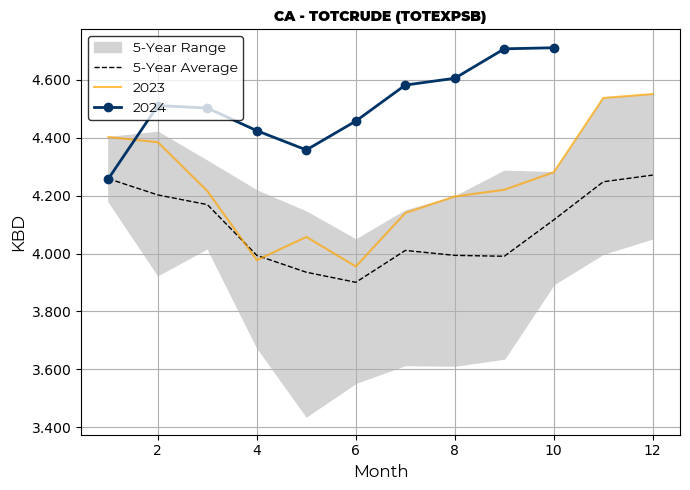 CA - TOTCRUDE (TOTEXPSB)
5-Year Range
5-Year Average
2023
2024
4.600
4.400
4.200
4.000
3.800
3.600
3.400
KBD
2 4 6 8 10 12
Month